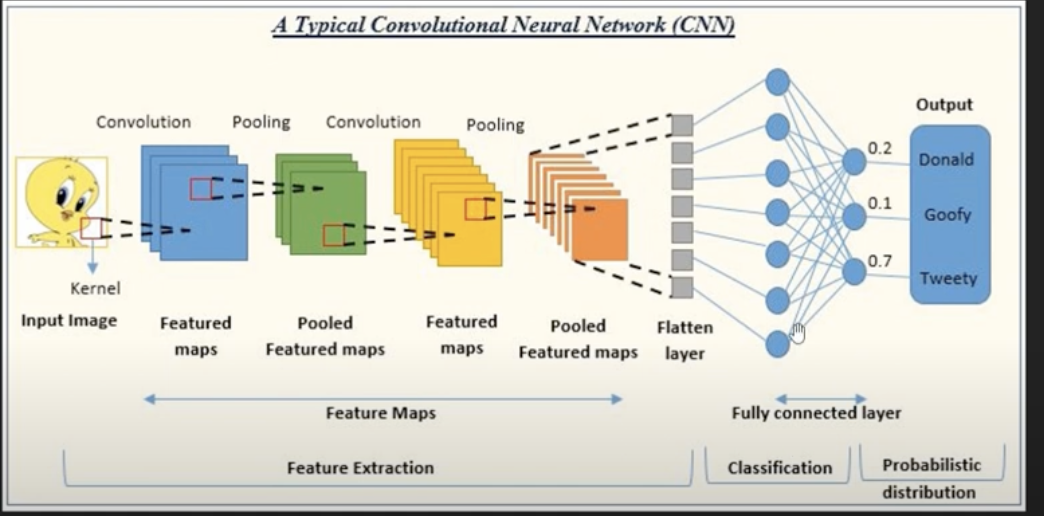 A Typical Convolutional Neural Network (CNN)
Convolution
Pooling
Convolution
Pooling
Output
0.2
Donald
0.1
Goofy
0.7
Tweety
Kernel
Input Image
Featured
maps
Pooled
Featured maps
Featured
maps
Pooled
Featured maps
Flatten
layer
Feature Maps
Fully connected layer
Feature Extraction
Classification
Probabilistic
distribution